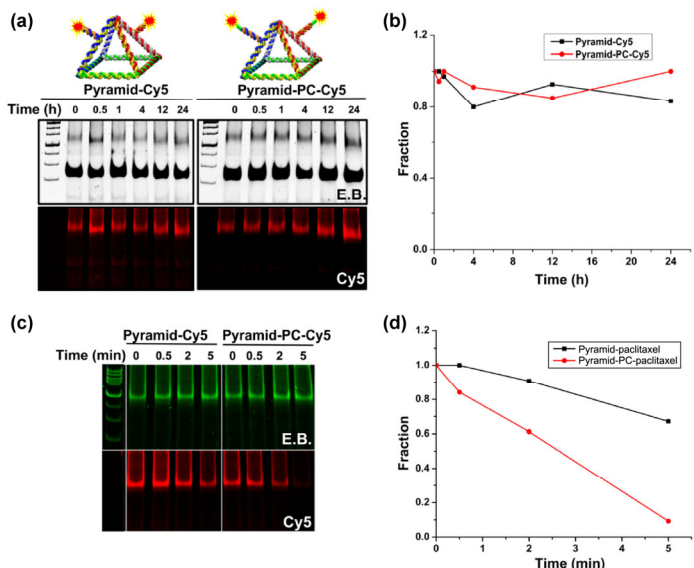 (a)
Pyramid-Cy5 Pyramid-PC-Cy5
Time (h) 0 0.5 1 4 12 24 0 0.5 1 4 12 24
E.B. E.B.
Cy5 Cy5
(b)
Pyramid-Cy5
Pyramid-PC-Cy5
Fraction
1.2
1.0
0.8
0.4
0.0
0 4 8 12 16 20 24
Time (h)
(c)
Pyramid-Cy5 Pyramid-PC-Cy5
Time (min) 0 0.5 2 5 0 0.5 2 5
E.B.
Cy5
(d)
Pyramid-paclitaxel
Pyramid-PC-paclitaxel
Fraction
1.2
1.0
0.8
0.6
0.4
0.2
0.0
0 1 2 3 4 5
Time (min)